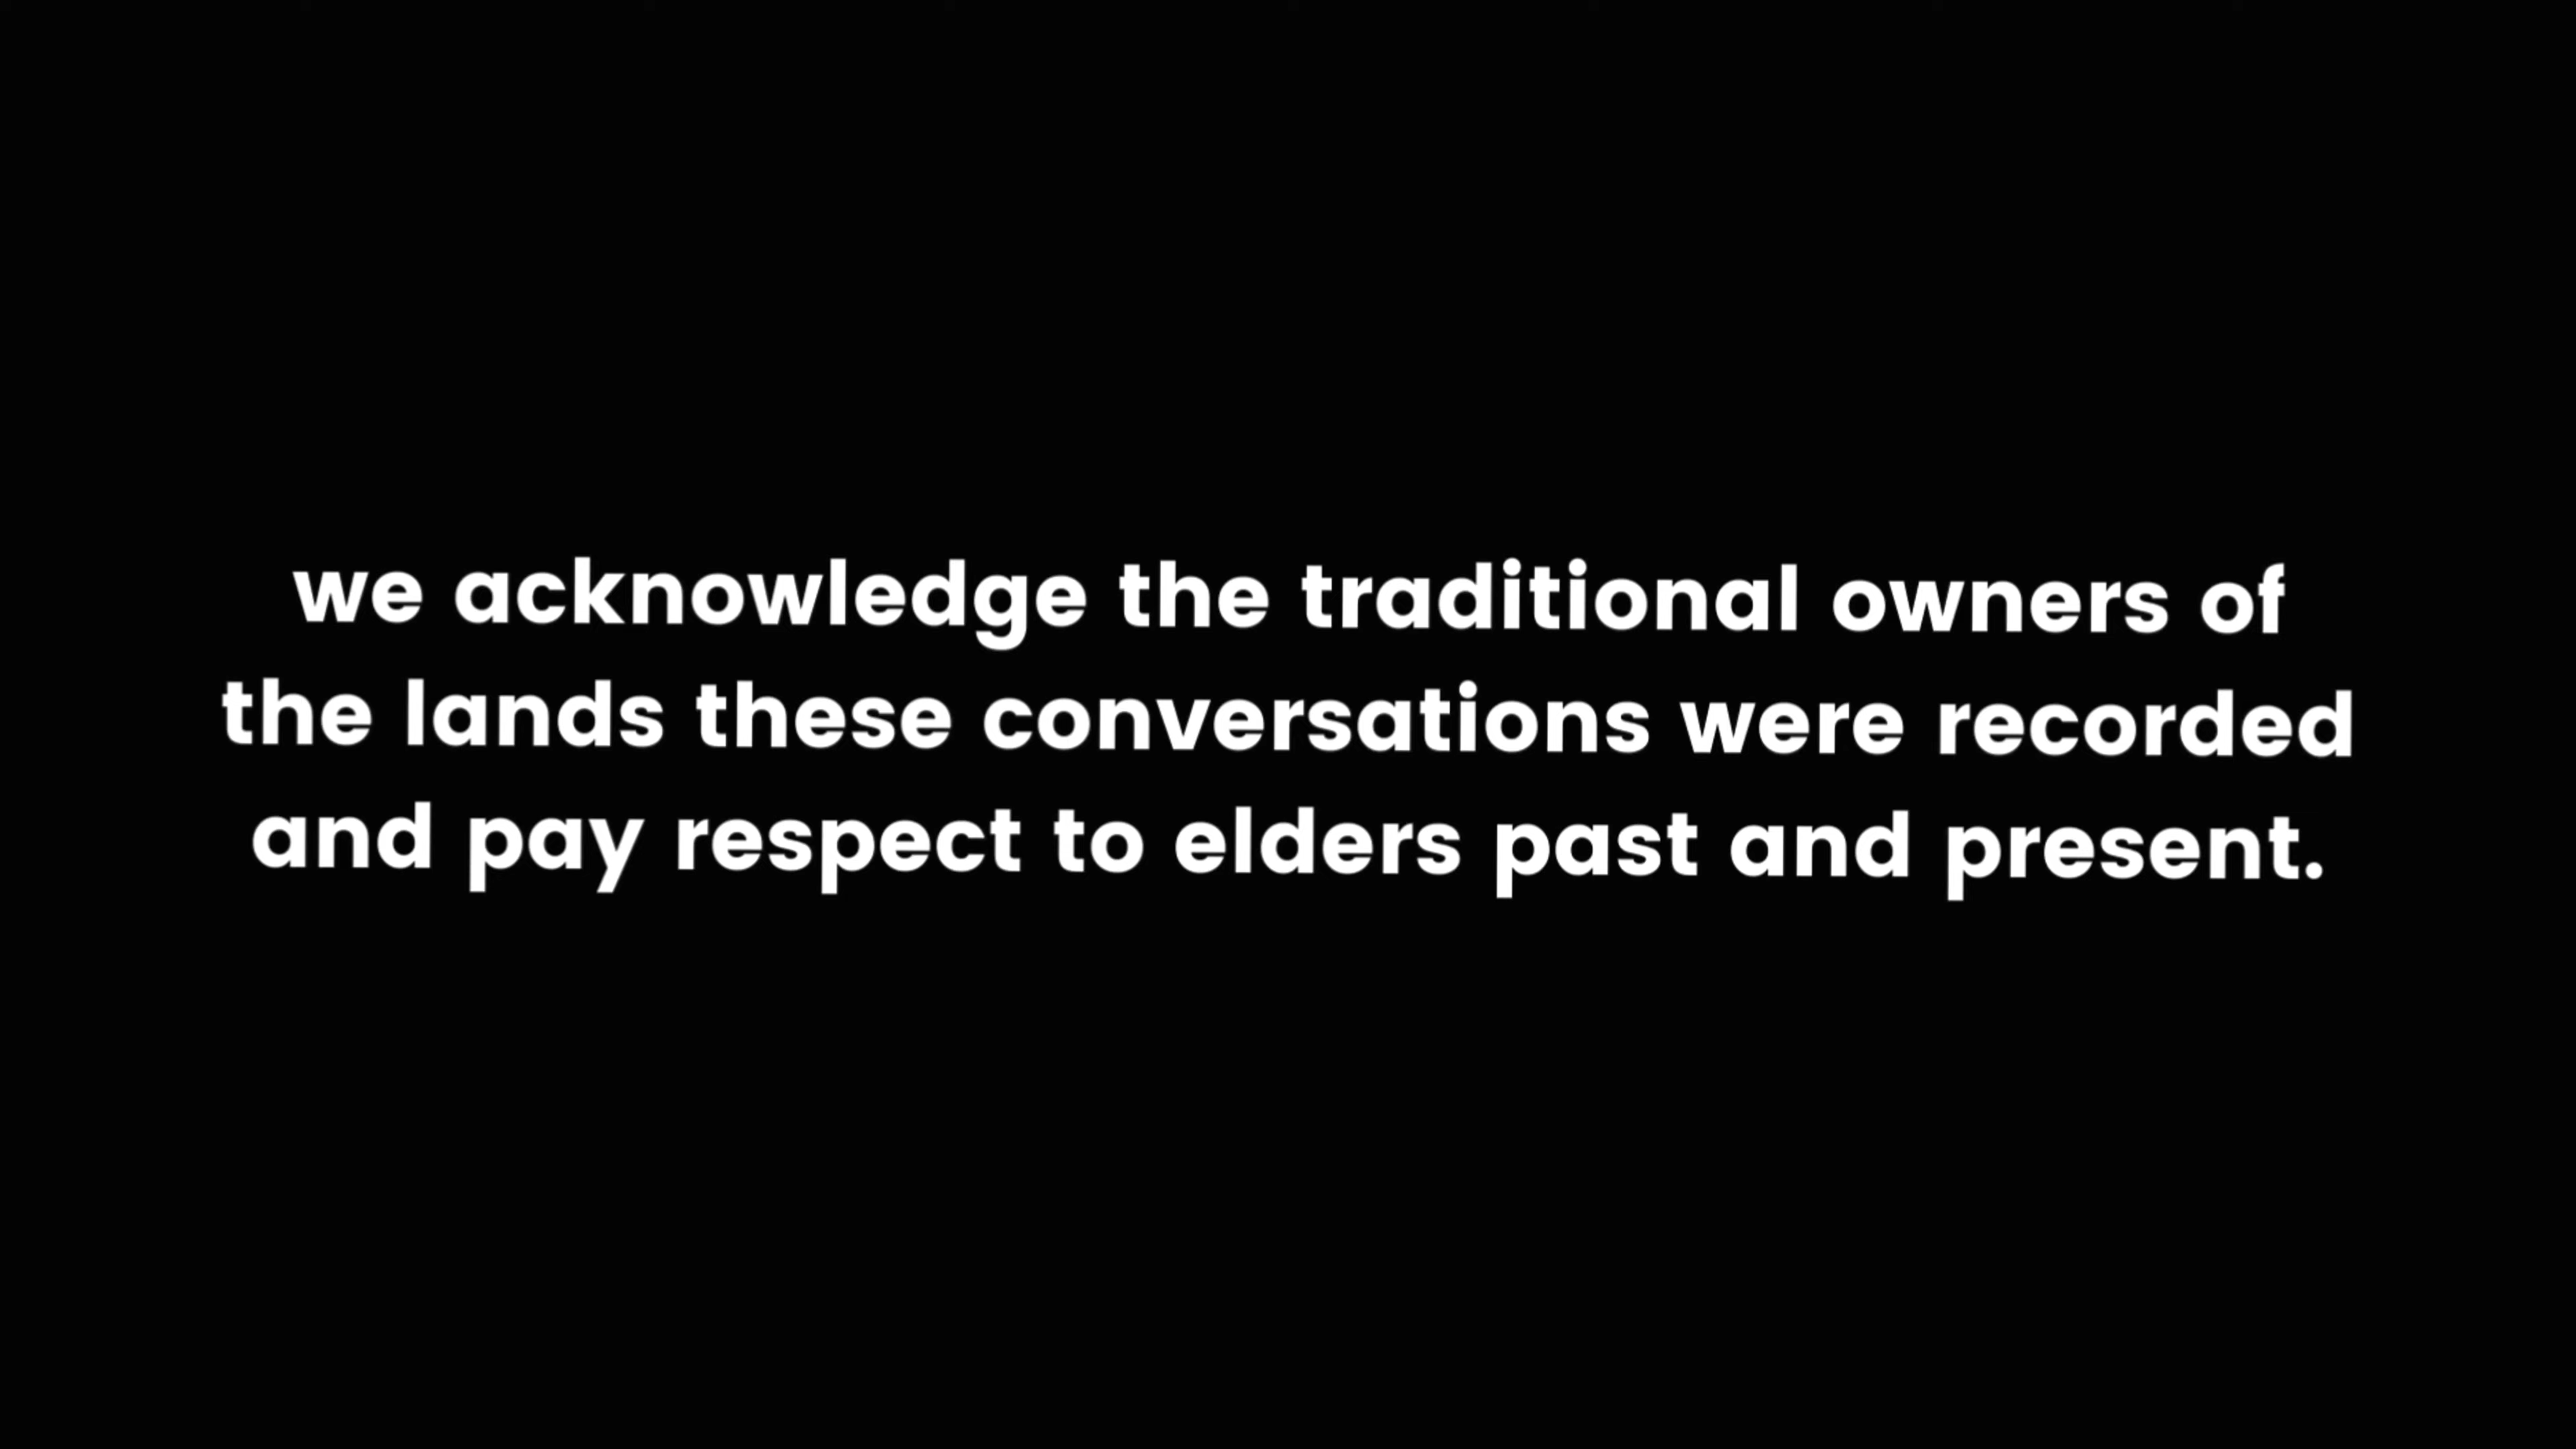 we acknowledge the traditional owners of
the lands these conversations were recorded
and pay respect to elders past and present.